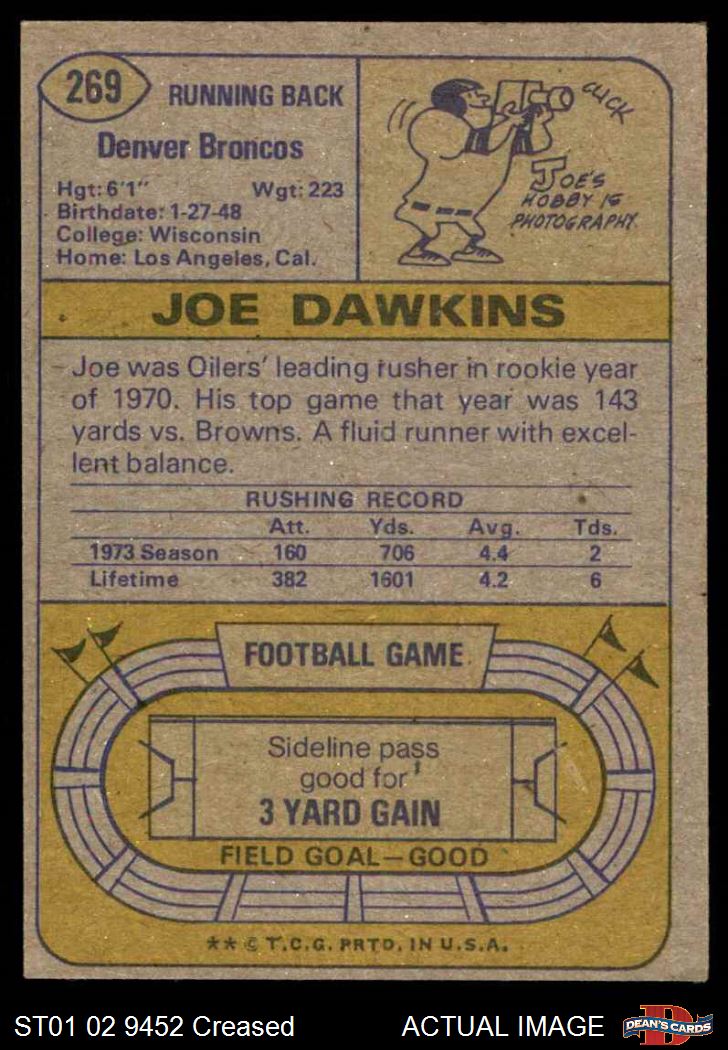 269
RUNNING BACK
Denver Broncos
Hgt: 6'1" Wgt: 223
Birthdate: 1-27-48
College: Wisconsin
Home: Los Angeles, Cal.
CLICK
JOE'S
HOBBY IS
PHOTOGRAPHY
JOE DAWKINS
Joe was Oilers' leading rusher in rookie year
of 1970. His top game that year was 143
yards vs. Browns. A fluid runner with excel-
lent balance.
RUSHING RECORD
Att. Yds. Avg. Tds.
1973 Season 160 706 4.4 2
Lifetime 382 1601 4.2 6
FOOTBALL GAME
Sideline pass
good for
3 YARD GAIN
FIELD GOAL—GOOD
** © T.C.G. PRTD. IN U.S.A.
ST01 02 9452 Creased ACTUAL IMAGE
DEAN'S CARDS